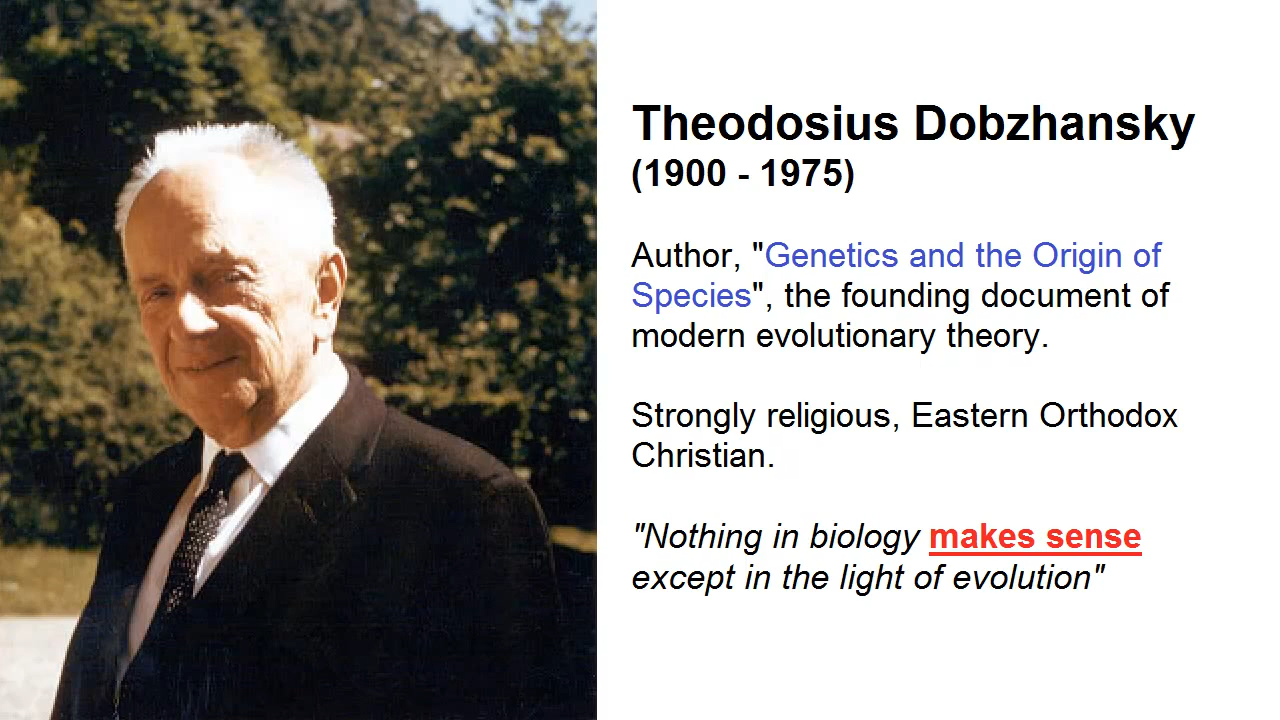 Theodosius Dobzhansky
(1900 - 1975)
Author, "Genetics and the Origin of
Species", the founding document of
modern evolutionary theory.
Strongly religious, Eastern Orthodox
Christian.
"Nothing in biology makes sense
except in the light of evolution"